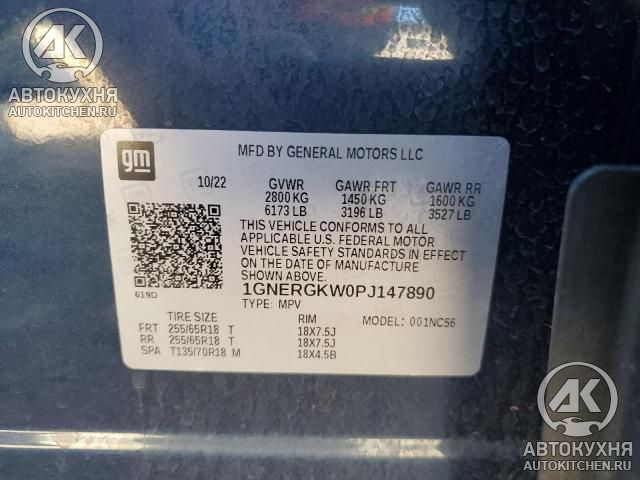 AK
АВТОКУХНЯ
AUTOKITCHEN.RU
gm
MFD BY GENERAL MOTORS LLC
10/22 GVWR GAWR FRT GAWR RR
2800 KG 1450 KG 1600 KG
6173 LB 3196 LB 3527 LB
THIS VEHICLE CONFORMS TO ALL
APPLICABLE U.S. FEDERAL MOTOR
VEHICLE SAFETY STANDARDS IN EFFECT
ON THE DATE OF MANUFACTURE
SHOWN ABOVE.
619D
1GNERGKW0PJ147890
TYPE: MPV
MODEL: 001NC56
TIRE SIZE RIM
FRT 255/65R18 T 18X7.5J
RR 255/65R18 T 18X7.5J
SPA T135/70R18 M 18X4.5B
AK
АВТОКУХНЯ
AUTOKITCHEN.RU